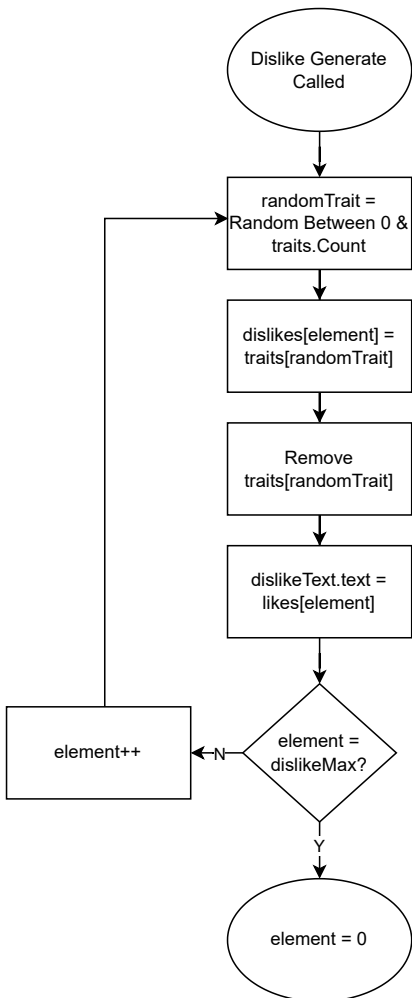 Dislike Generate
Called
randomTrait =
Random Between 0 &
traits.Count
dislikes[element] =
traits[randomTrait]
Remove
traits[randomTrait]
dislikeText.text =
likes[element]
element++
N
element =
dislikeMax?
Y
element = 0